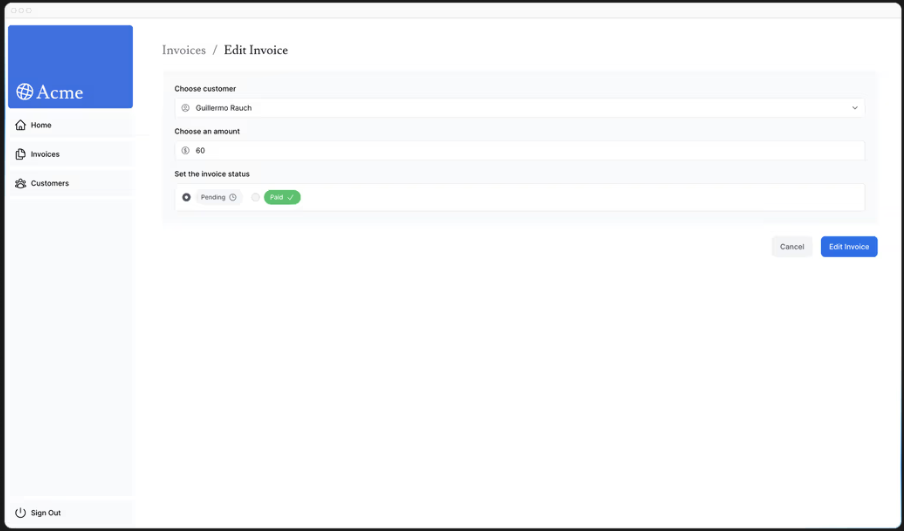 Acme
Home
Invoices
Customers
Sign Out
Invoices / Edit Invoice
Choose customer
Guillermo Rauch
Choose an amount
60
Set the invoice status
Pending Paid
Cancel Edit Invoice